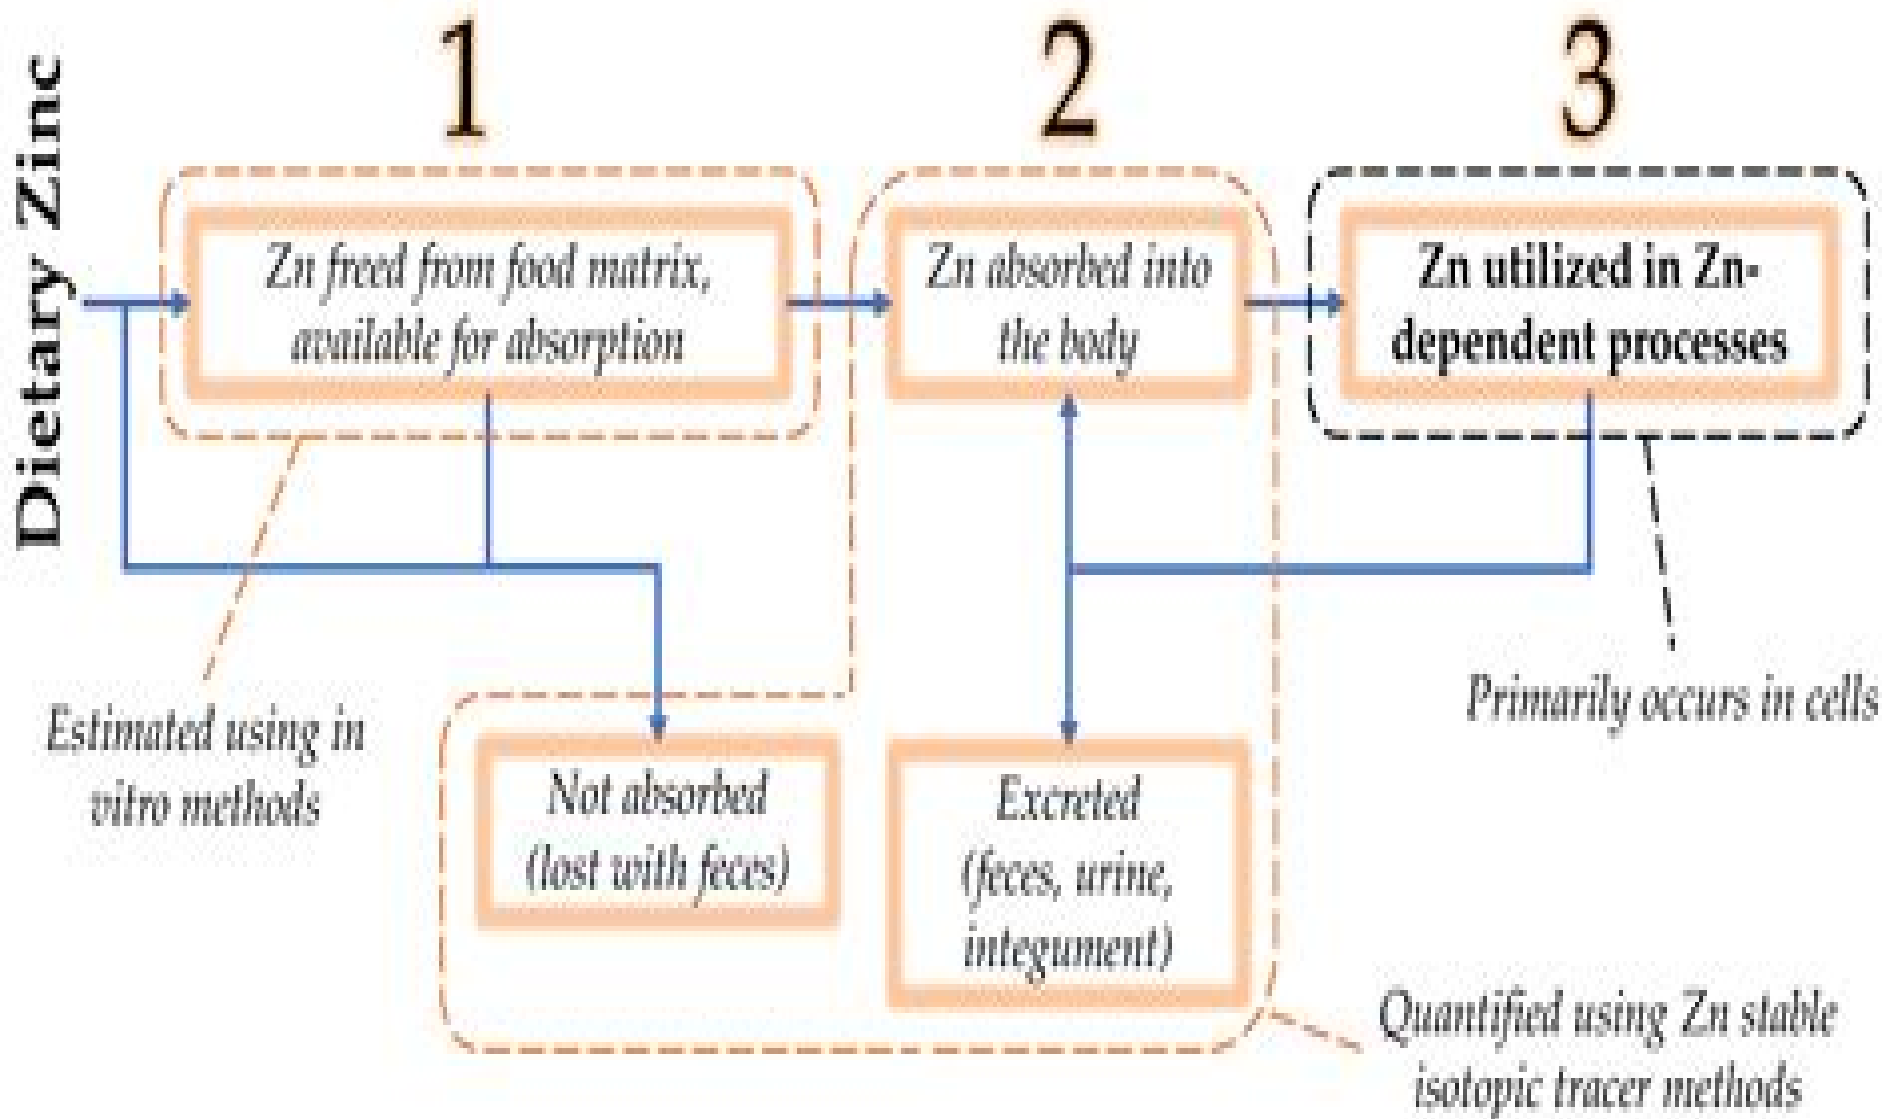 1
2
3
Dietary Zinc
Zn freed from food matrix,
available for absorption
Zn absorbed into
the body
Zn utilized in Zn-
dependent processes
Estimated using in
vitro methods
Not absorbed
(lost with feces)
Excreted
(feces, urine,
integument)
Primarily occurs in cells
Quantified using Zn stable
isotopic tracer methods